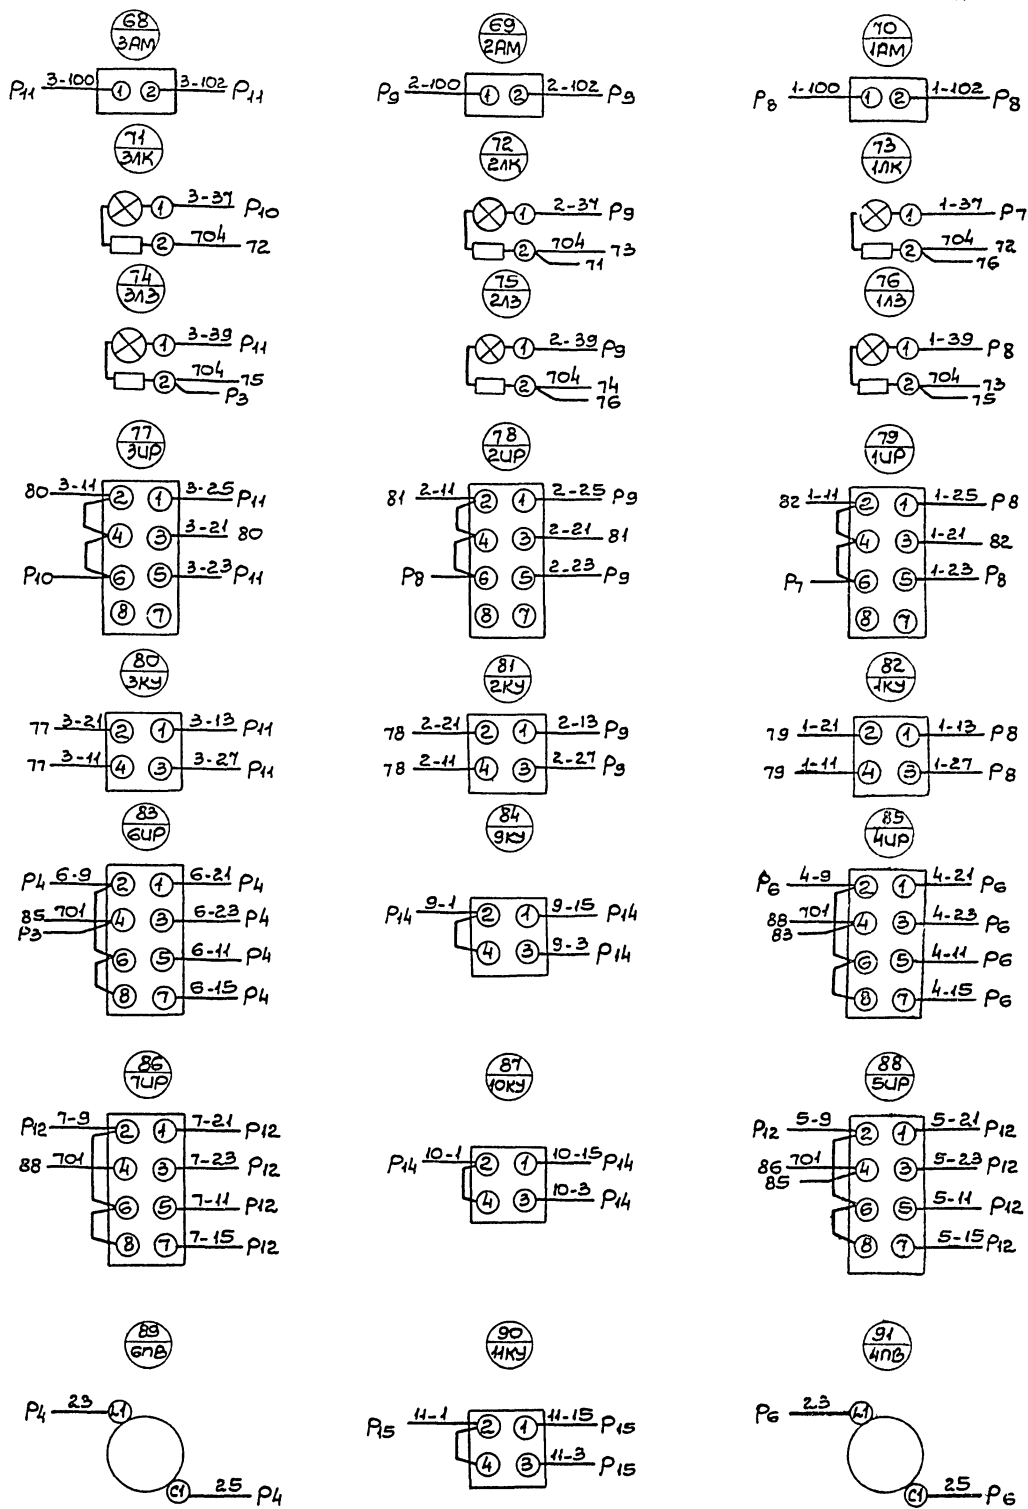 68 69 70
3АМ 2АМ 1АМ
P11 3-100 1 2 3-102 P11 P9 2-100 1 2 2-102 P9 P8 1-100 1 2 1-102 P8
71 72 73
3ЛК 2ЛК 1ЛК
1 3-37 P10 1 2-37 P9 1 1-37 P7
2 704 72 2 704 73 2 704 72
71 76
74 75 76
3ЛЗ 2ЛЗ 1ЛЗ
1 3-39 P11 1 2-39 P9 1 1-39 P8
2 704 75 2 704 74 2 704 73
P3 76 75
77 78 79
3ИР 2ИР 1ИР
80 3-11 2 1 3-25 P11 81 2-11 2 1 2-25 P9 82 1-11 2 1 1-25 P8
4 3 3-21 80 4 3 2-21 81 4 3 1-21 82
P10 6 5 3-23 P11 P8 6 5 2-23 P9 P7 6 5 1-23 P8
8 7 8 7 8 7
80 81 82
3КУ 2КУ 1КУ
77 3-21 2 1 3-13 P11 78 2-21 2 1 2-13 P9 79 1-21 2 1 1-13 P8
77 3-11 4 3 3-27 P11 78 2-11 4 3 2-27 P9 79 1-11 4 3 1-27 P8
83 84 85
6ИР 9КУ 4ИР
P4 6-9 2 1 6-21 P4 P14 9-1 2 1 9-15 P14 P6 4-9 2 1 4-21 P6
85 701 4 3 6-23 P4 4 3 9-3 P14 88 701 4 3 4-23 P6
P3 83
6 5 6-11 P4 6 5 4-11 P6
8 7 6-15 P4 8 7 4-15 P6
86 87 88
7ИР 10КУ 5ИР
P12 7-9 2 1 7-21 P12 P14 10-1 2 1 10-15 P14 P12 5-9 2 1 5-21 P12
88 701 4 3 7-23 P12 4 3 10-3 P14 86 701 4 3 5-23 P12
85
6 5 7-11 P12 6 5 5-11 P12
8 7 7-15 P12 8 7 5-15 P12
89 90 91
6ПВ 11КУ 4ПВ
P4 23 Л1 P15 11-1 2 1 11-15 P15 P6 23 Л1
4 3 11-3 P15
C1 25 P4 C1 25 P6